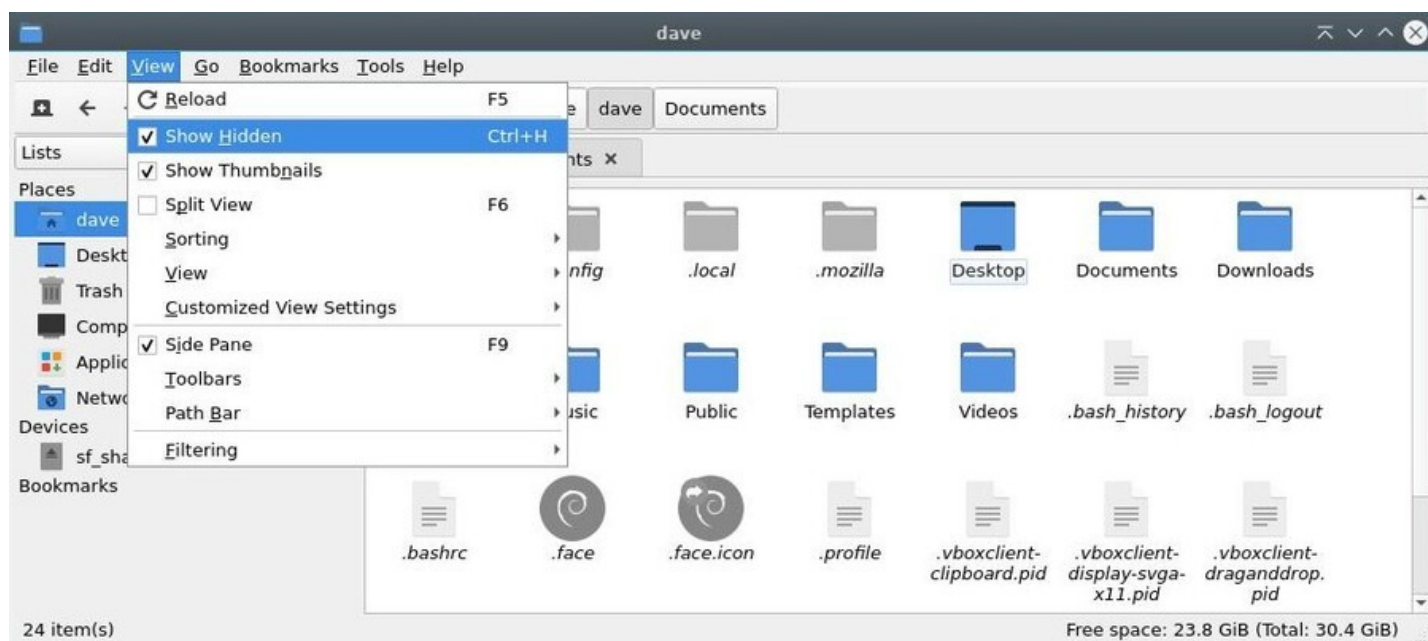 dave
File Edit View Go Bookmarks Tools Help
Reload F5
dave Documents
Show Hidden Ctrl+H
Lists
Show Thumbnails
Places
Split View F6
dave
Sorting
View
Trash
Customized View Settings
Side Pane F9
Toolbars
Path Bar
Devices
Filtering
Bookmarks
.local .mozilla Desktop Documents Downloads
Public Templates Videos .bash_history .bash_logout
.bashrc .face .face.icon .profile .vboxclient-
clipboard.pid .vboxclient-
display-svga-
x11.pid .vboxclient-
draganddrop.
pid
24 item(s) Free space: 23.8 GiB (Total: 30.4 GiB)